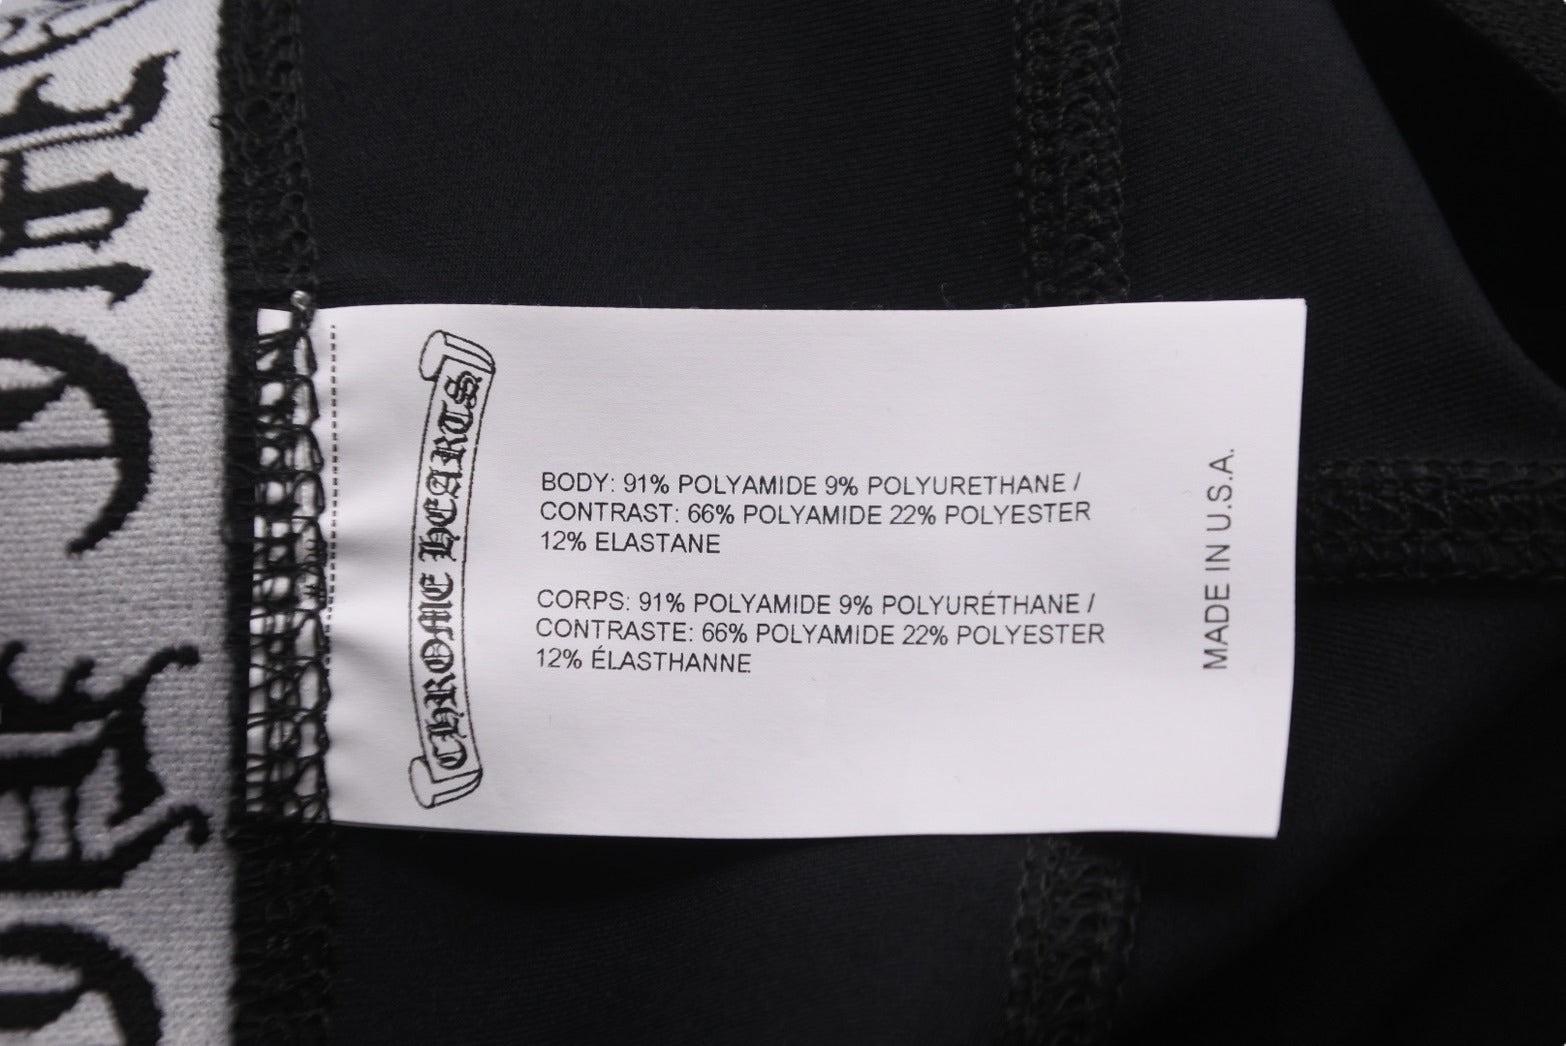 CHROME HEARTS
BODY: 91% POLYAMIDE 9% POLYURETHANE /
CONTRAST: 66% POLYAMIDE 22% POLYESTER
12% ELASTANE
CORPS: 91% POLYAMIDE 9% POLYURÉTHANE /
CONTRASTE: 66% POLYAMIDE 22% POLYESTER
12% ÉLASTHANNE
MADE IN U.S.A.